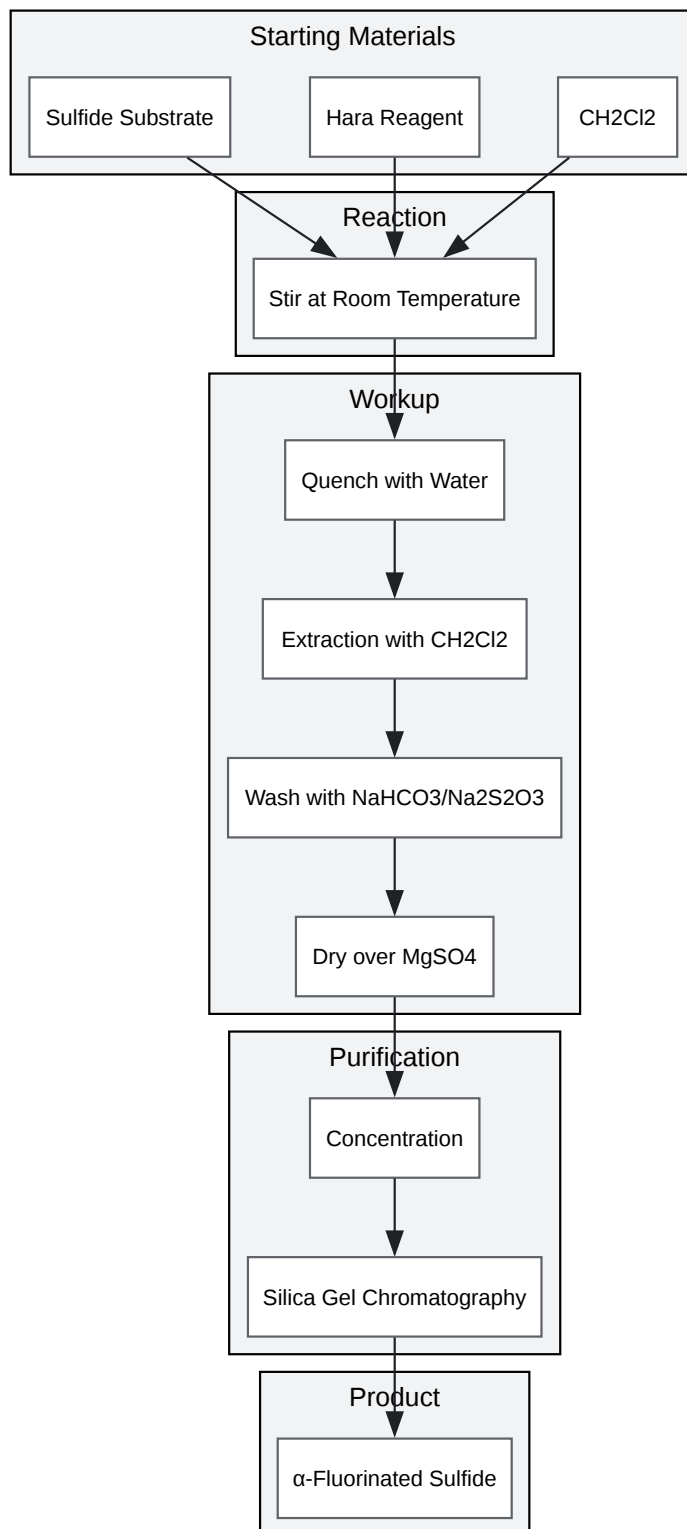 Starting Materials
Sulfide Substrate
Hara Reagent
CH2Cl2
Reaction
Stir at Room Temperature
Workup
Quench with Water
Extraction with CH2Cl2
Wash with NaHCO3/Na2S2O3
Dry over MgSO4
Purification
Concentration
Silica Gel Chromatography
Product
α-Fluorinated Sulfide